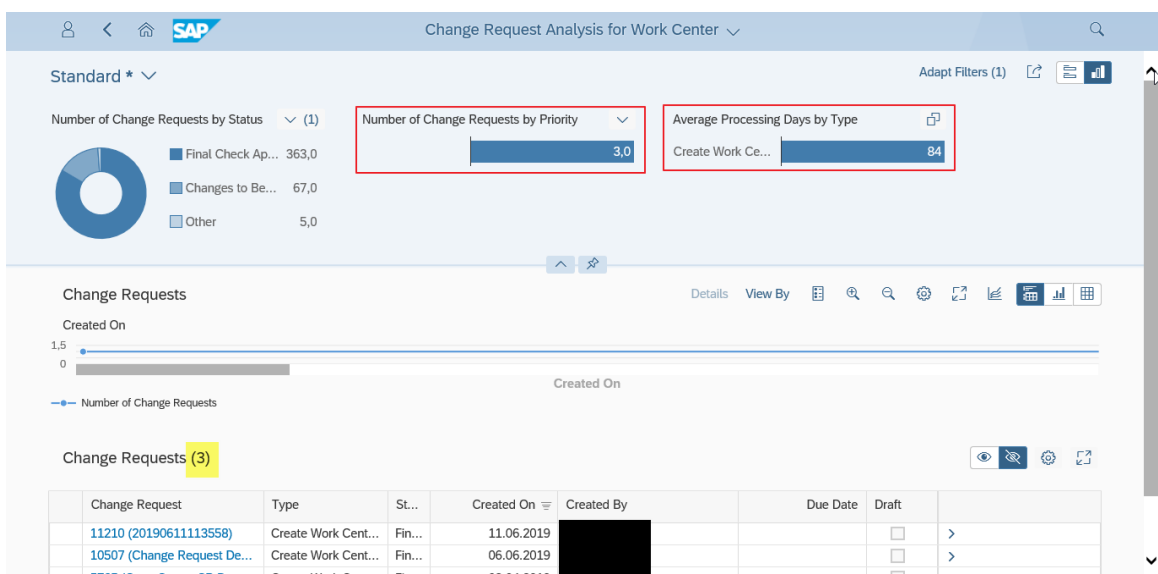 SAP
Change Request Analysis for Work Center
Standard *
Adapt Filters (1)
Number of Change Requests by Status (1)
Final Check Ap... 363,0
Changes to Be... 67,0
Other 5,0
Number of Change Requests by Priority
3,0
Average Processing Days by Type
Create Work Ce... 84
Change Requests
Details View By
Created On
1,5
0
Created On
Number of Change Requests
Change Requests (3)
Change Request Type St... Created On Created By Due Date Draft
11210 (20190611113558) Create Work Cent... Fin... 11.06.2019
10507 (Change Request De... Create Work Cent... Fin... 06.06.2019